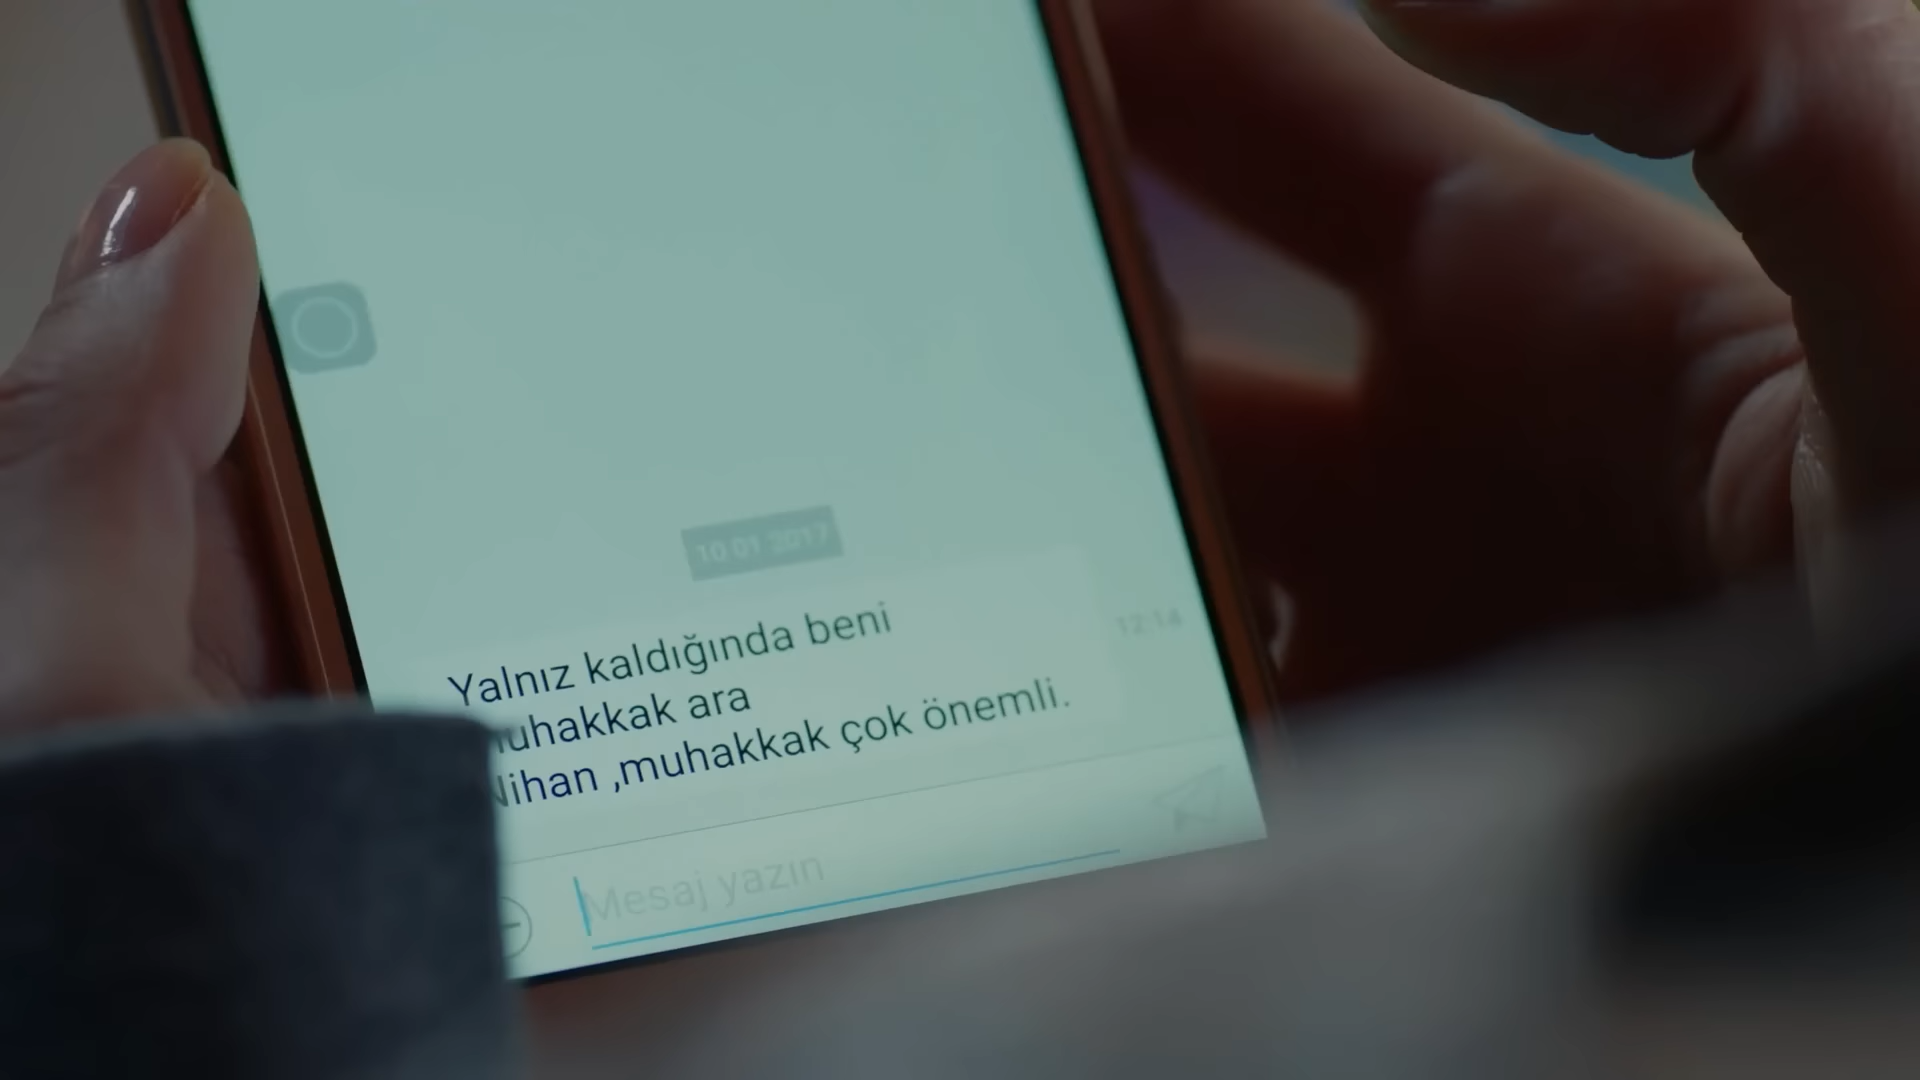 10 01 2017
Yalnız kaldığında beni
12:14
muhakkak ara
Nihan ,muhakkak çok önemli.
Mesaj yazın